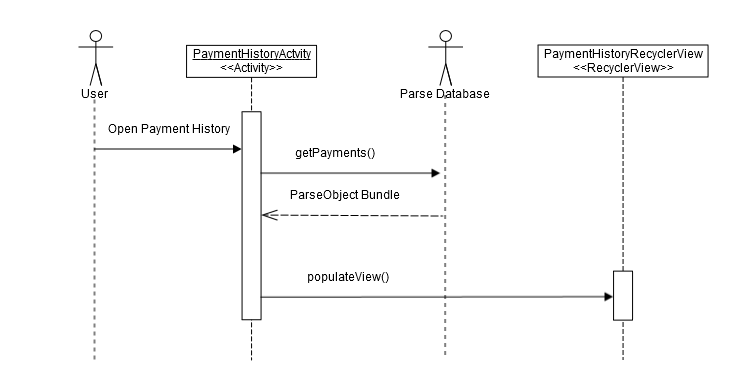 PaymentHistoryActvity
<<Activity>>
PaymentHistoryRecyclerView
<<RecyclerView>>
User
Parse Database
Open Payment History
getPayments()
ParseObject Bundle
populateView()